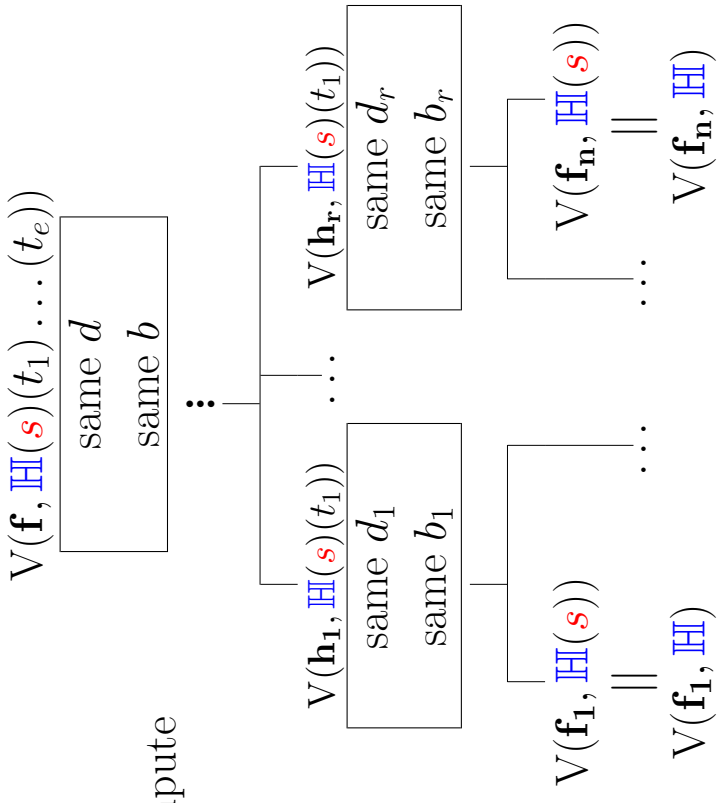 V(𝐟, ℍ(s)(t₁) … (tₑ))
same d
same b
⋮
V(𝐡₁, ℍ(s)(t₁))
same d₁
same b₁
…
V(𝐡ᵣ, ℍ(s)(t₁))
same dᵣ
same bᵣ
V(𝐟₁, ℍ(s))
||
V(𝐟₁, ℍ)
…
…
V(𝐟ₙ, ℍ(s))
||
V(𝐟ₙ, ℍ)